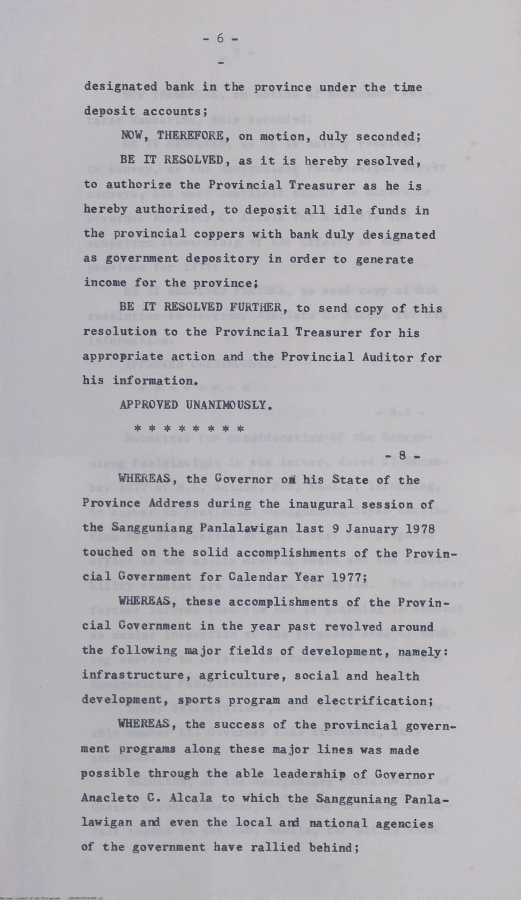 - 6 -
-
designated bank in the province under the time
deposit accounts;
NOW, THEREFORE, on motion, duly seconded;
BE IT RESOLVED, as it is hereby resolved,
to authorize the Provincial Treasurer as he is
hereby authorized, to deposit all idle funds in
the provincial coppers with bank duly designated
as government depository in order to generate
income for the province;
BE IT RESOLVED FURTHER, to send copy of this
resolution to the Provincial Treasurer for his
appropriate action and the Provincial Auditor for
his information.
APPROVED UNANIMOUSLY.
* * * * * * * *
- 8 -
WHEREAS, the Governor on his State of the
Province Address during the inaugural session of
the Sangguniang Panlalawigan last 9 January 1978
touched on the solid accomplishments of the Provin-
cial Government for Calendar Year 1977;
WHEREAS, these accomplishments of the Provin-
cial Government in the year past revolved around
the following major fields of development, namely:
infrastructure, agriculture, social and health
development, sports program and electrification;
WHEREAS, the success of the provincial govern-
ment programs along these major lines was made
possible through the able leadership of Governor
Anacleto C. Alcala to which the Sangguniang Panla-
lawigan and even the local and national agencies
of the government have rallied behind;